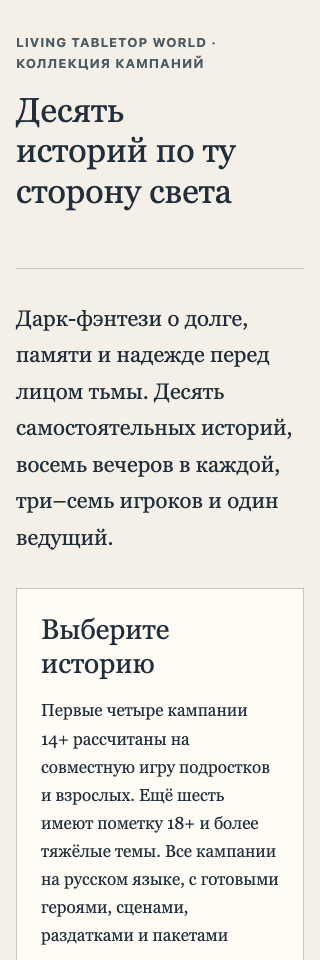 LIVING TABLETOP WORLD ·
КОЛЛЕКЦИЯ КАМПАНИЙ
Десять
историй по ту
сторону света
Дарк-фэнтези о долге,
памяти и надежде перед
лицом тьмы. Десять
самостоятельных историй,
восемь вечеров в каждой,
три–семь игроков и один
ведущий.
Выберите
историю
Первые четыре кампании
14+ рассчитаны на
совместную игру подростков
и взрослых. Ещё шесть
имеют пометку 18+ и более
тяжёлые темы. Все кампании
на русском языке, с готовыми
героями, сценами,
раздатками и пакетами